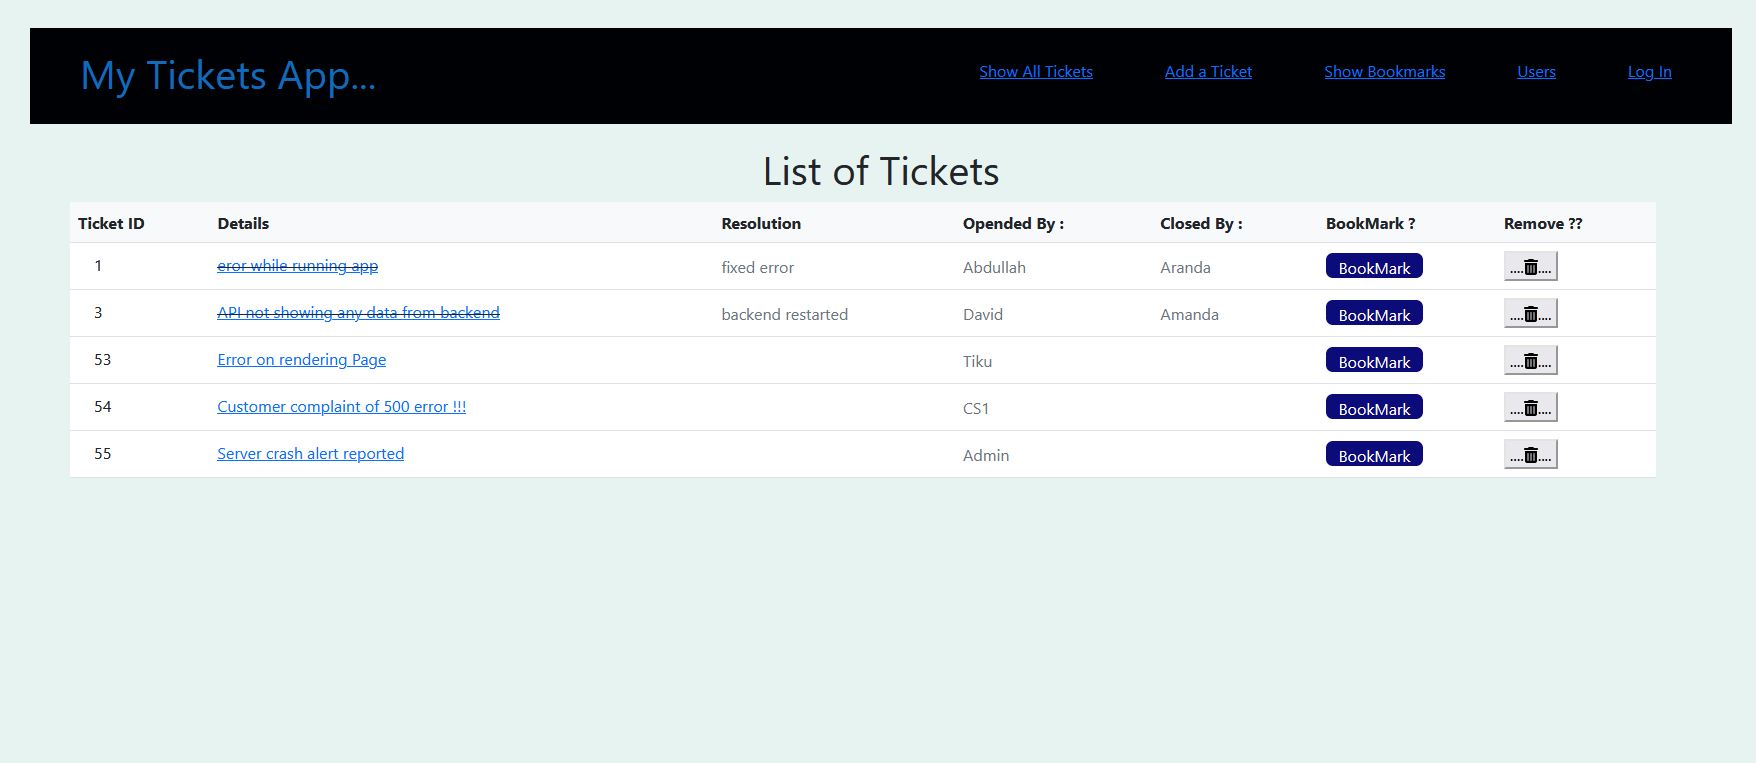 My Tickets App...
Show All Tickets Add a Ticket Show Bookmarks Users Log In
List of Tickets
Ticket ID Details Resolution Opended By : Closed By : BookMark ? Remove ??
1 eror while running app fixed error Abdullah Aranda BookMark ........
3 API not showing any data from backend backend restarted David Amanda BookMark ........
53 Error on rendering Page Tiku BookMark ........
54 Customer complaint of 500 error !!! CS1 BookMark ........
55 Server crash alert reported Admin BookMark ........